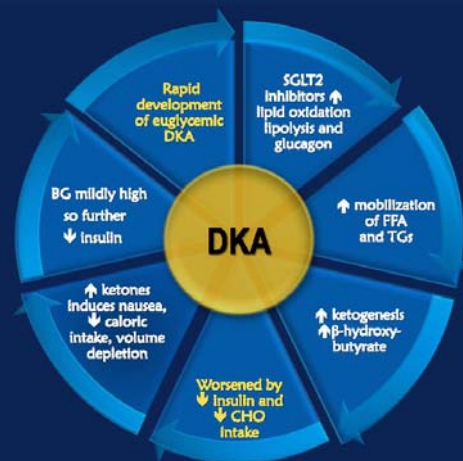 SGLT2
inhibitors ↑
lipid oxidation
lipolysis and
glucagon
↑ mobilization
of FFA
and TGs
↑ ketogenesis
↑β-hydroxy-
butyrate
Worsened by
↓ insulin and
↓ CHO
intake
↑ ketones
induces nausea,
↓ caloric
intake, volume
depletion
BG mildly high
so further
↓ insulin
Rapid
development
of euglycemic
DKA
DKA